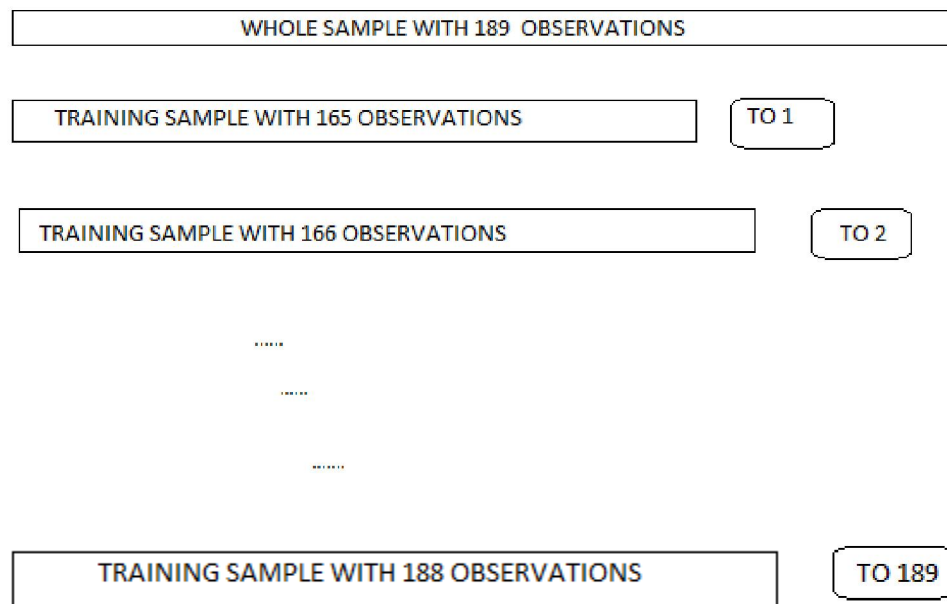 WHOLE SAMPLE WITH 189 OBSERVATIONS
TRAINING SAMPLE WITH 165 OBSERVATIONS TO 1
TRAINING SAMPLE WITH 166 OBSERVATIONS TO 2
......
......
.......
TRAINING SAMPLE WITH 188 OBSERVATIONS TO 189